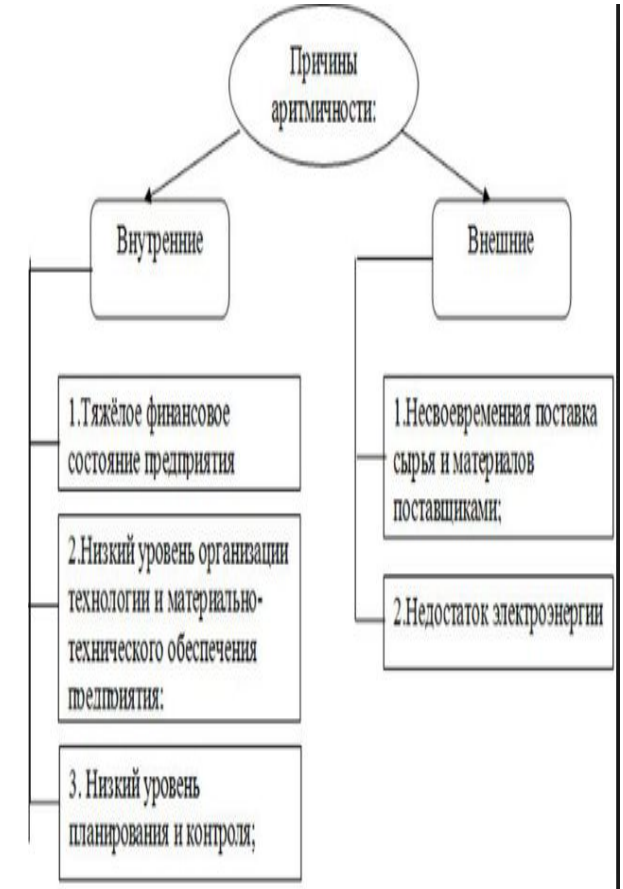 Причины
аритмичности:
Внутренние
Внешние
1.Тяжёлое финансовое
состояние предприятия
2.Низкий уровень организации
технологии и материально-
технического обеспечения
предприятия:
3. Низкий уровень
планирования и контроля;
1.Несвоевременная поставка
сырья и материалов
поставщиками;
2.Недостаток электроэнергии